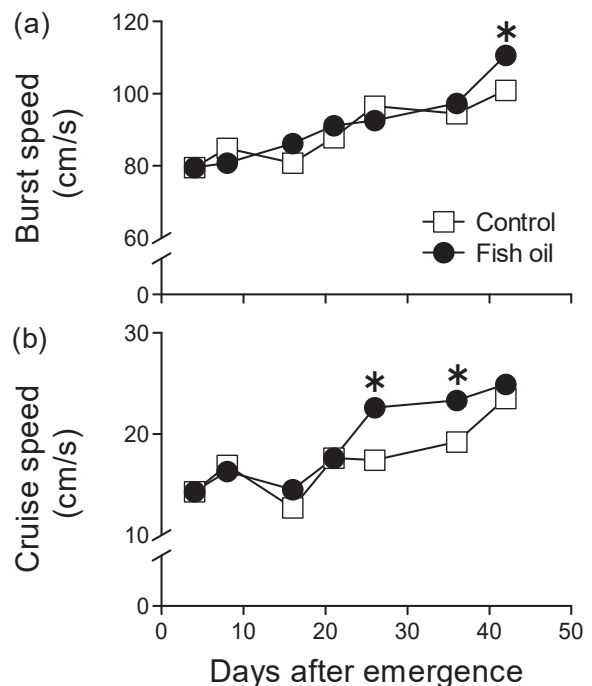 (a)
120
100
80
60
0
Burst speed
(cm/s)
*
Control
Fish oil
(b)
30
20
10
0
Cruise speed
(cm/s)
* *
0 10 20 30 40 50
Days after emergence